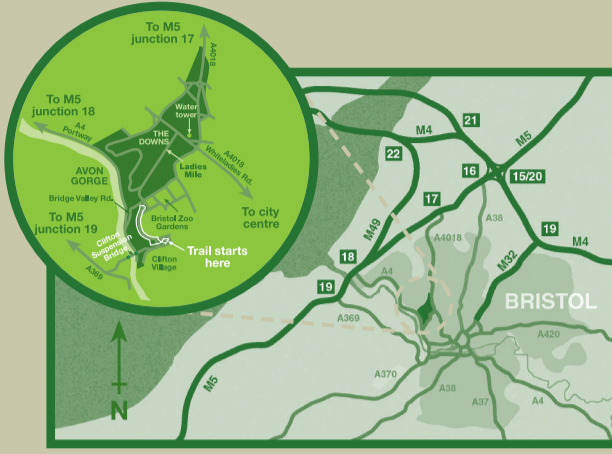 To M5
junction 17
A4018
To M5
junction 18
A4
Portway
Water
tower
THE
DOWNS
A4018
Whiteladies Rd.
Ladies
Mile
AVON
GORGE
Bridge Valley Rd.
Bristol Zoo
Gardens
To city
centre
To M5
junction 19
Clifton
Suspension
Bridge
Trail starts
here
Clifton
Village
A369
N
21
M4
M5
22
16
15/20
17
A38
M49
A4018
19
M4
18
M32
A4
19
BRISTOL
A369
A420
A370
M5
A38
A37
A4